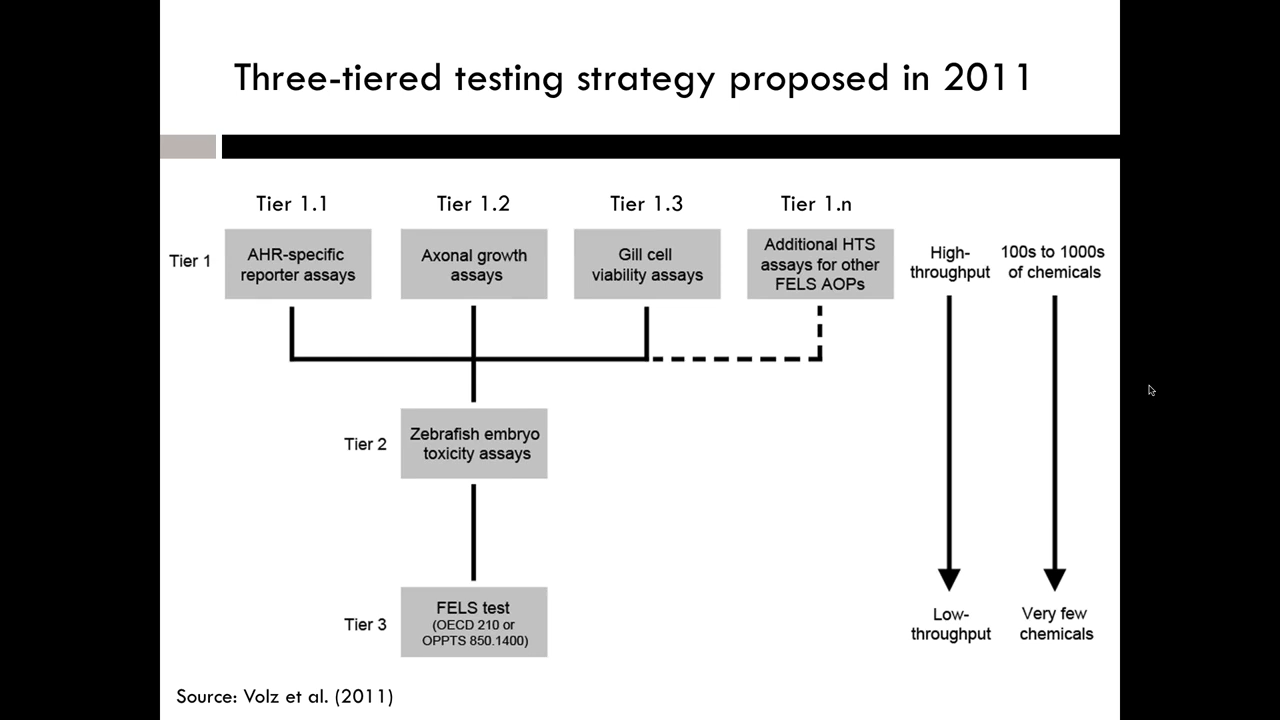 Three-tiered testing strategy proposed in 2011
Tier 1.1
Tier 1.2
Tier 1.3
Tier 1.n
Tier 1
AHR-specific
reporter assays
Axonal growth
assays
Gill cell
viability assays
Additional HTS
assays for other
FELS AOPs
High-
throughput
100s to 1000s
of chemicals
Tier 2
Zebrafish embryo
toxicity assays
Tier 3
FELS test
(OECD 210 or
OPPTS 850.1400)
Low-
throughput
Very few
chemicals
Source: Volz et al. (2011)